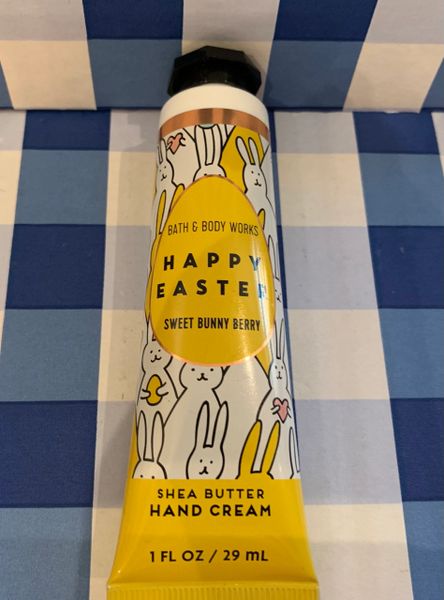 BATH & BODY WORKS
HAPPY
EASTER
SWEET BUNNY BERRY
SHEA BUTTER
HAND CREAM
1 FL OZ / 29 mL